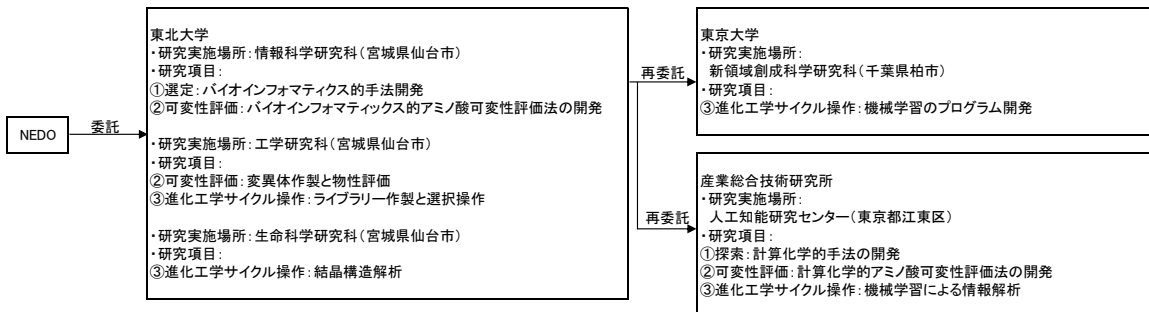 NEDO
委託
東北大学
・研究実施場所：情報科学研究科（宮城県仙台市）
・研究項目：
①選定：バイオインフォマティクス的手法開発
②可変性評価：バイオインフォマティックス的アミノ酸可変性評価法の開発
・研究実施場所：工学研究科（宮城県仙台市）
・研究項目：
②可変性評価：変異体作製と物性評価
③進化工学サイクル操作：ライブラリー作製と選択操作
・研究実施場所：生命科学研究科（宮城県仙台市）
・研究項目：
③進化工学サイクル操作：結晶構造解析
再委託
東京大学
・研究実施場所：
新領域創成科学研究科（千葉県柏市）
・研究項目：
③進化工学サイクル操作：機械学習のプログラム開発
再委託
産業総合技術研究所
・研究実施場所：
人工知能研究センター（東京都江東区）
・研究項目：
①探索：計算化学的手法の開発
②可変性評価：計算化学的アミノ酸可変性評価法の開発
③進化工学サイクル操作：機械学習による情報解析